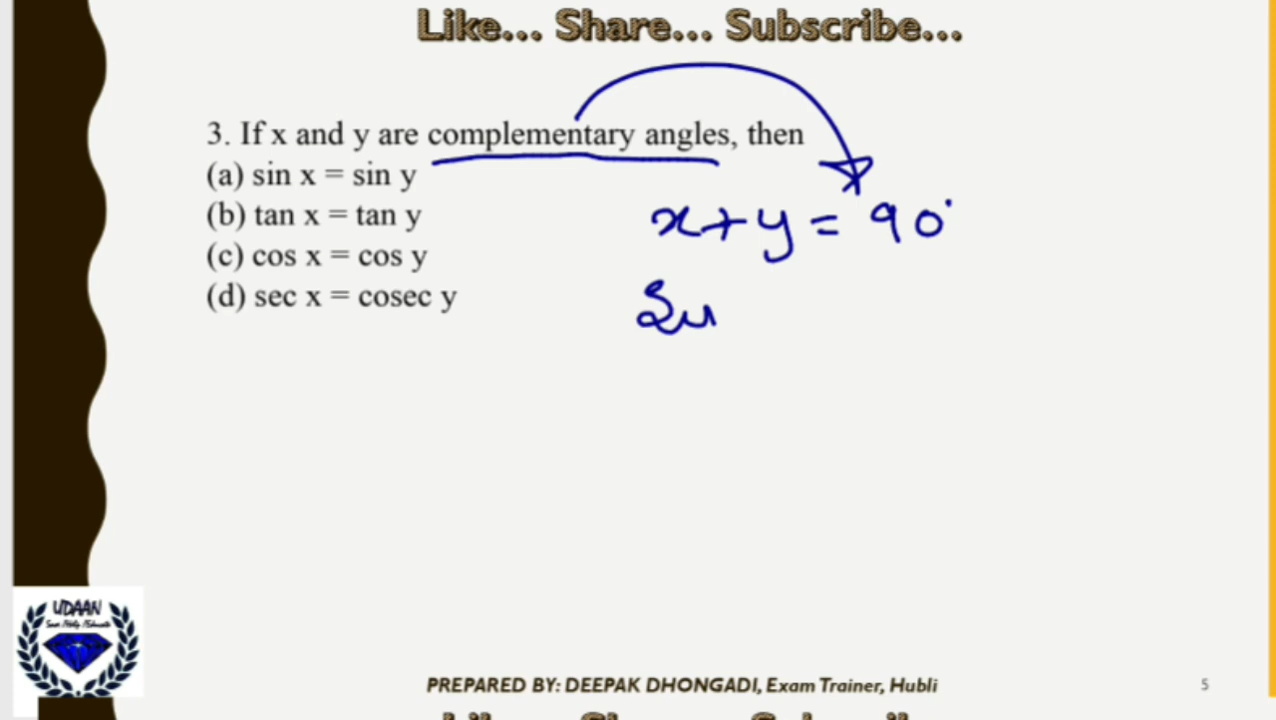 Like... Share... Subscribe...
3. If x and y are complementary angles, then
(a) sin x = sin y
(b) tan x = tan y
(c) cos x = cos y
(d) sec x = cosec y
x+y = 90°
UDAAN
PREPARED BY: DEEPAK DHONGADI, Exam Trainer, Hubli
5